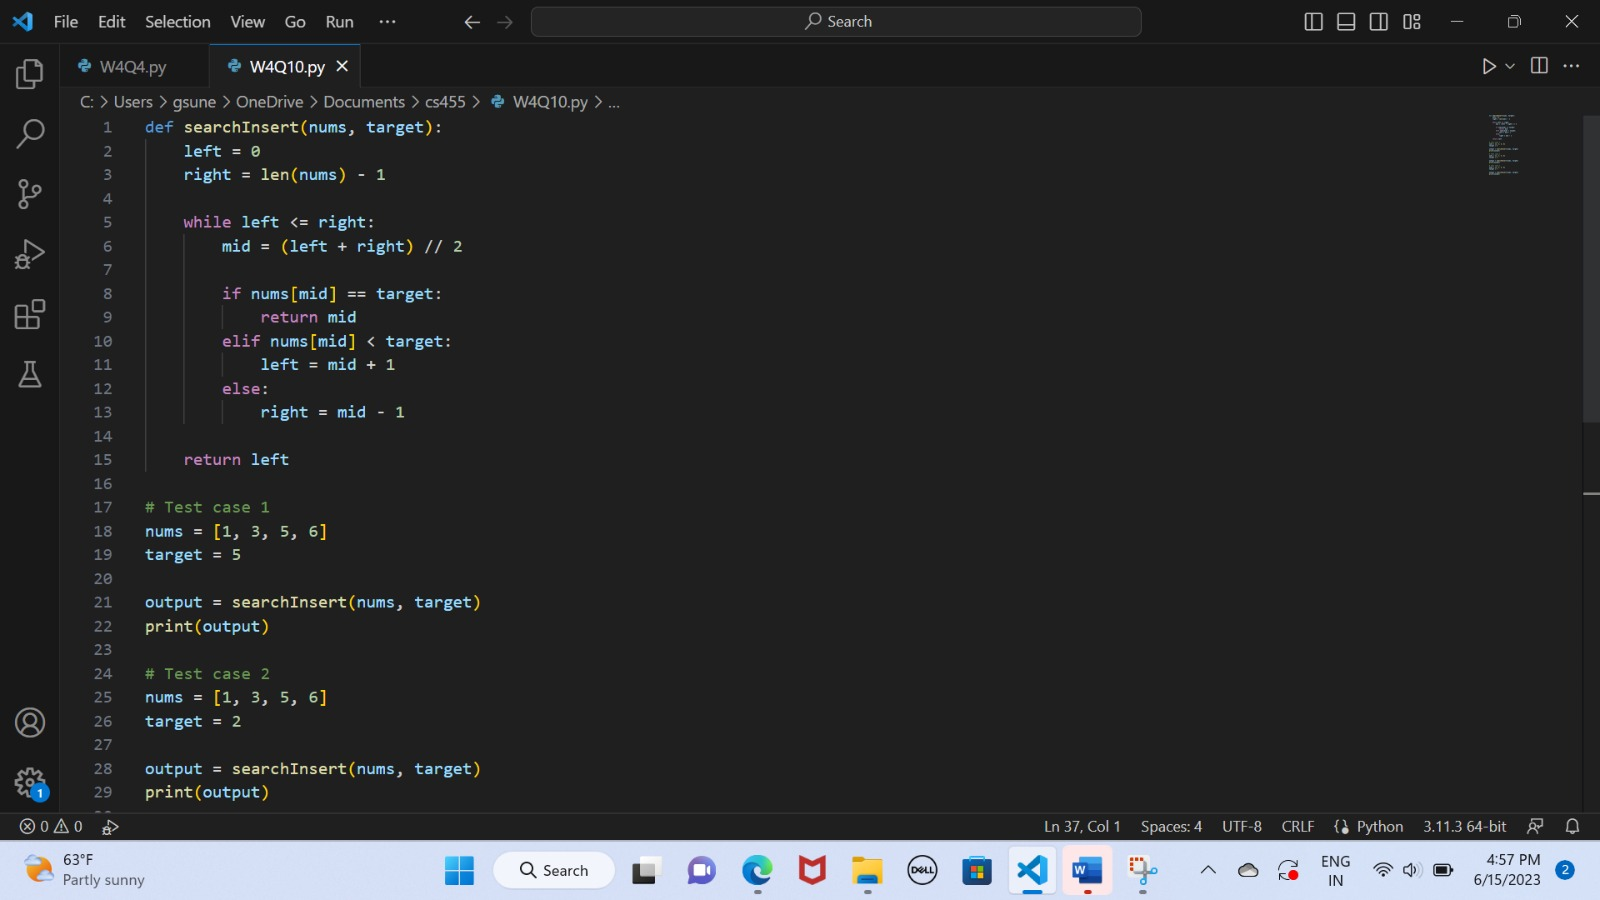 File Edit Selection View Go Run ···
Search
W4Q4.py
W4Q10.py
C: > Users > gsune > OneDrive > Documents > cs455 > W4Q10.py > ...
1 def searchInsert(nums, target):
2 left = 0
3 right = len(nums) - 1
4
5 while left <= right:
6 mid = (left + right) // 2
7
8 if nums[mid] == target:
9 return mid
10 elif nums[mid] < target:
11 left = mid + 1
12 else:
13 right = mid - 1
14
15 return left
16
17 # Test case 1
18 nums = [1, 3, 5, 6]
19 target = 5
20
21 output = searchInsert(nums, target)
22 print(output)
23
24 # Test case 2
25 nums = [1, 3, 5, 6]
26 target = 2
27
28 output = searchInsert(nums, target)
29 print(output)
1
0 0 Ln 37, Col 1 Spaces: 4 UTF-8 CRLF Python 3.11.3 64-bit
63°F
Partly sunny
Search
DELL
W
ENG
IN
4:57 PM
6/15/2023
2